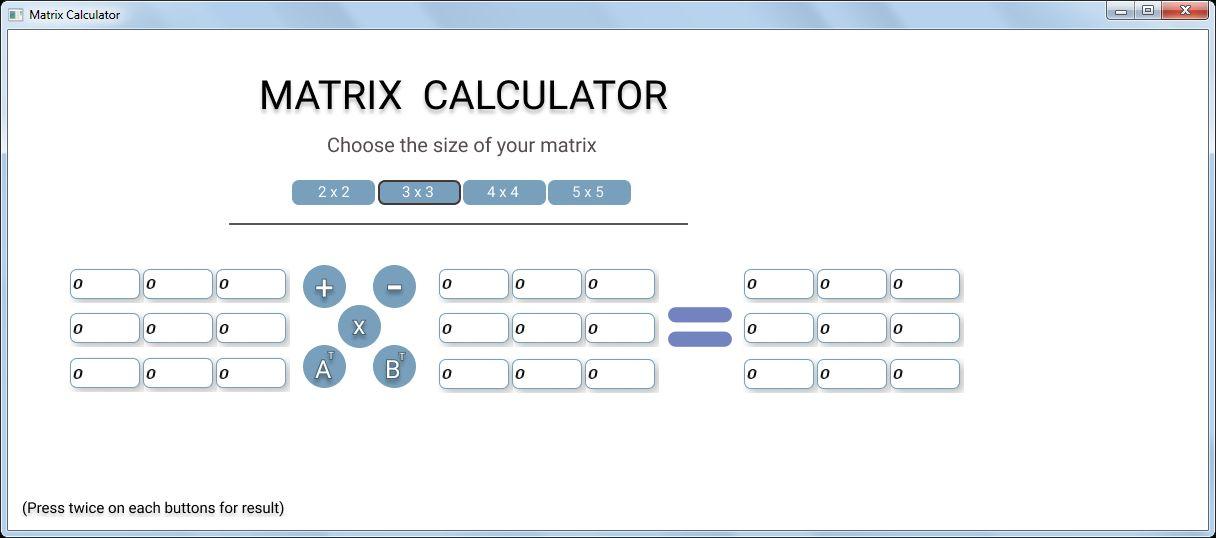 Matrix Calculator
MATRIX CALCULATOR
Choose the size of your matrix
2 x 2 3 x 3 4 x 4 5 x 5
0 0 0 + - 0 0 0 = 0 0 0
0 0 0 x 0 0 0 0 0 0
0 0 0 Aᵀ Bᵀ 0 0 0 0 0 0
(Press twice on each buttons for result)